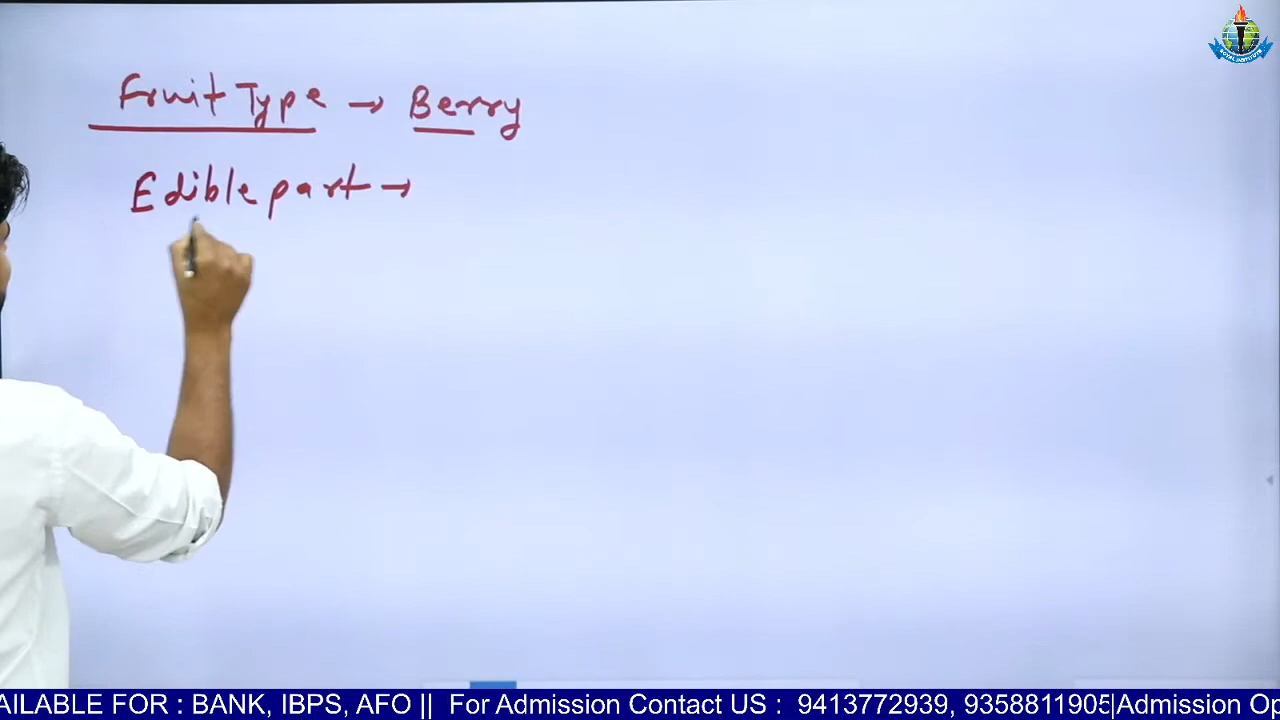 Fruit Type → Berry
Edible part →
AILABLE FOR : BANK, IBPS, AFO || For Admission Contact US : 9413772939, 9358811905|Admission Op